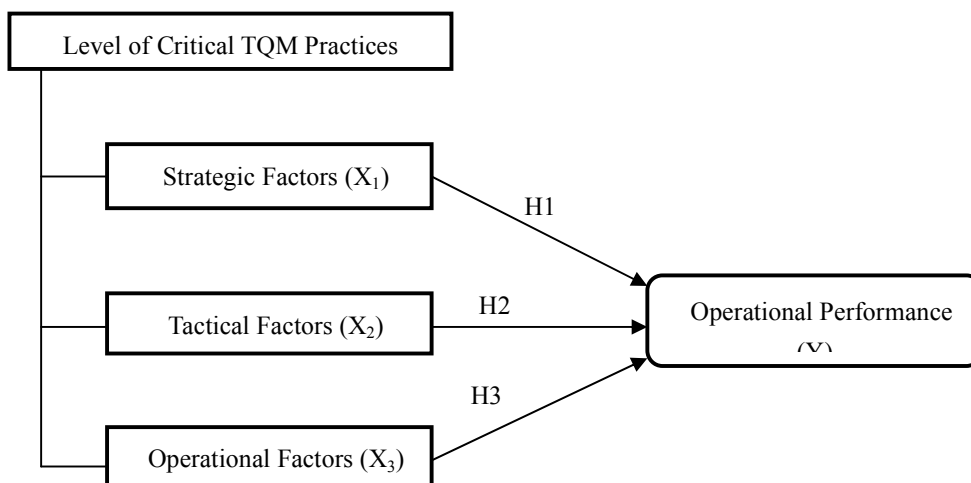 Level of Critical TQM Practices
Strategic Factors (X₁)
H1
Tactical Factors (X₂)
H2
Operational Performance
H3
Operational Factors (X₃)